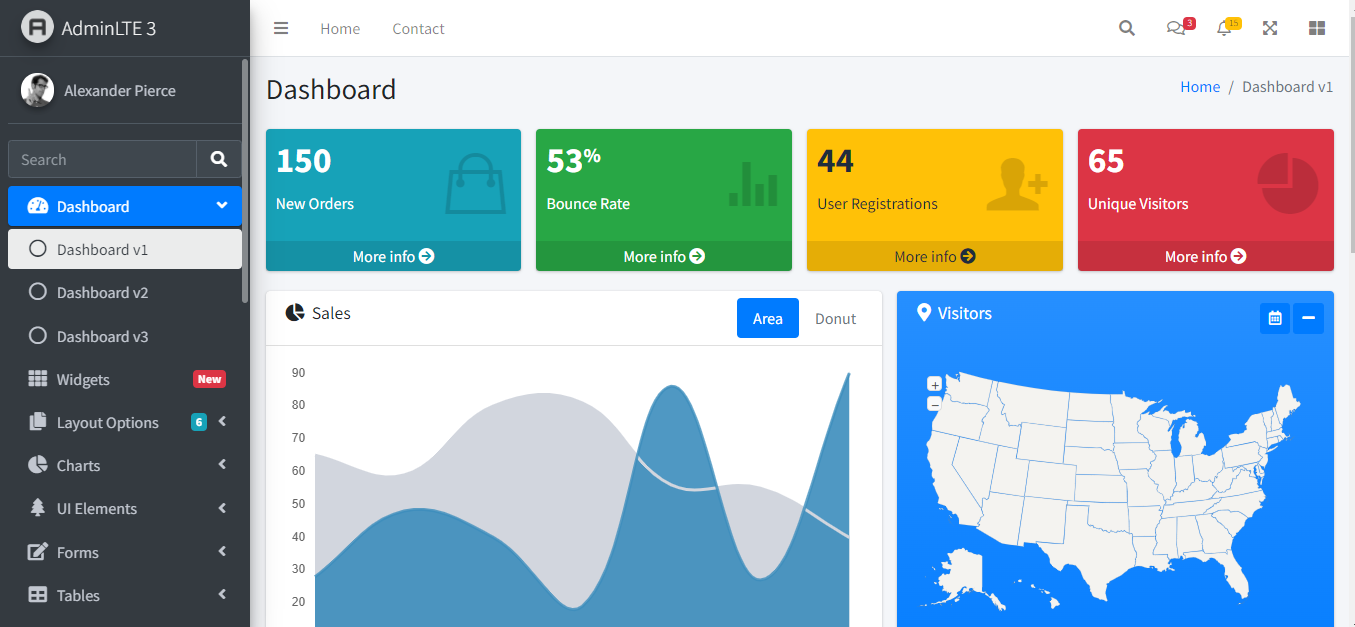 AdminLTE 3
Home
Contact
3
15
Alexander Pierce
Search
Dashboard
Dashboard v1
Dashboard v2
Dashboard v3
Widgets
New
Layout Options
6
Charts
UI Elements
Forms
Tables
Dashboard
Home / Dashboard v1
150
New Orders
More info
53%
Bounce Rate
More info
44
User Registrations
More info
65
Unique Visitors
More info
Sales
Area
Donut
90
80
70
60
50
40
30
20
Visitors
+
−